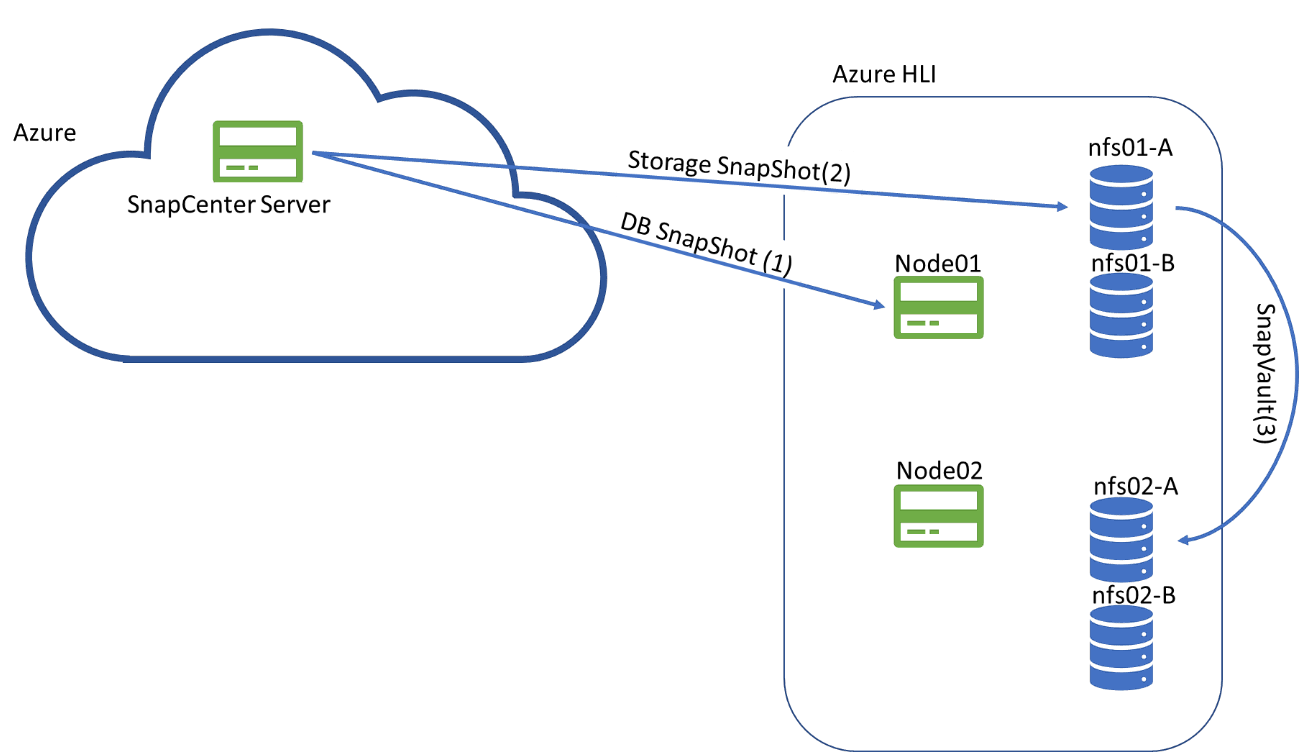 Azure HLI
Azure
nfs01-A
Storage SnapShot(2)
SnapCenter Server
DB SnapShot (1)
Node01
nfs01-B
SnapVault(3)
Node02
nfs02-A
nfs02-B